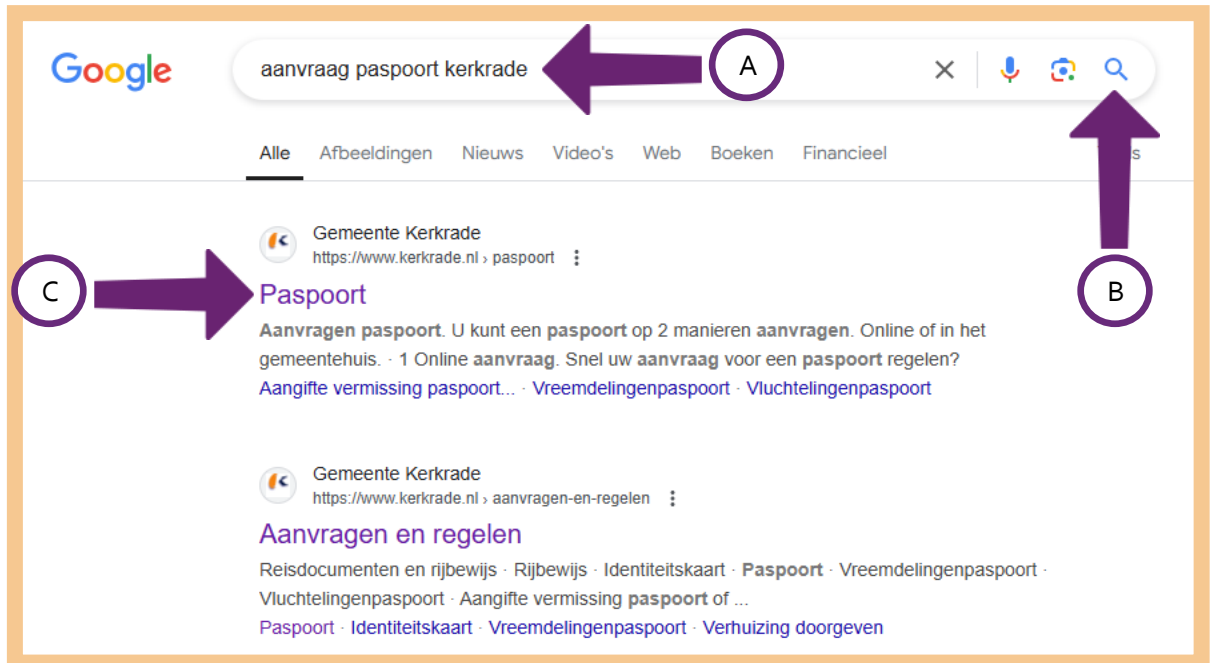 Google
aanvraag paspoort kerkrade
A
Alle Afbeeldingen Nieuws Video's Web Boeken Financieel
Gemeente Kerkrade
https://www.kerkrade.nl › paspoort
C
B
Paspoort
Aanvragen paspoort. U kunt een paspoort op 2 manieren aanvragen. Online of in het
gemeentehuis. · 1 Online aanvraag. Snel uw aanvraag voor een paspoort regelen?
Aangifte vermissing paspoort... · Vreemdelingenpaspoort · Vluchtelingenpaspoort
Gemeente Kerkrade
https://www.kerkrade.nl › aanvragen-en-regelen
Aanvragen en regelen
Reisdocumenten en rijbewijs · Rijbewijs · Identiteitskaart · Paspoort · Vreemdelingenpaspoort ·
Vluchtelingenpaspoort · Aangifte vermissing paspoort of ...
Paspoort · Identiteitskaart · Vreemdelingenpaspoort · Verhuizing doorgeven